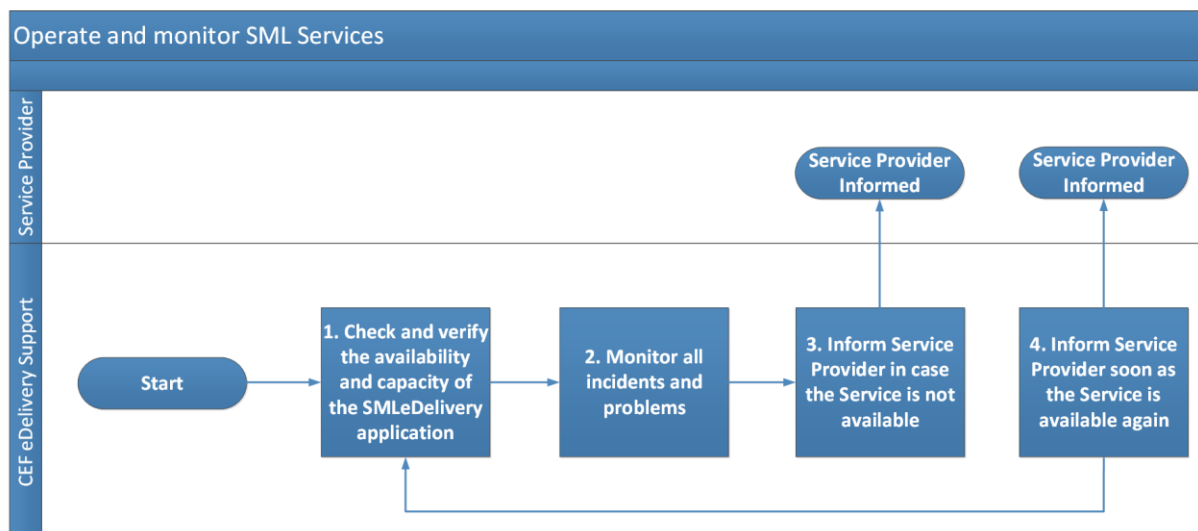 Operate and monitor SML Services
Service Provider
Service Provider
Informed
Service Provider
Informed
CEF eDelivery Support
Start
1. Check and verify
the availability
and capacity of
the SMLeDelivery
application
2. Monitor all
incidents and
problems
3. Inform Service
Provider in case
the Service is not
available
4. Inform Service
Provider soon as
the Service is
available again